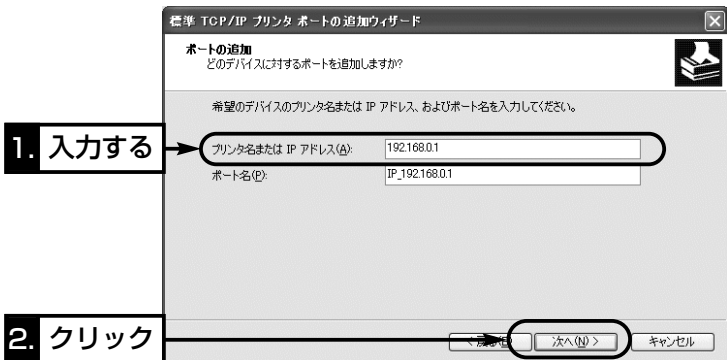 標準 TCP/IP プリンタ ポートの追加ウィザード
ポートの追加
どのデバイスに対するポートを追加しますか?
希望のデバイスのプリンタ名または IP アドレス、およびポート名を入力してください。
1. 入力する
プリンタ名または IP アドレス(A):
192.168.0.1
ポート名(P):
IP_192.168.0.1
2. クリック
次へ(N) >
キャンセル